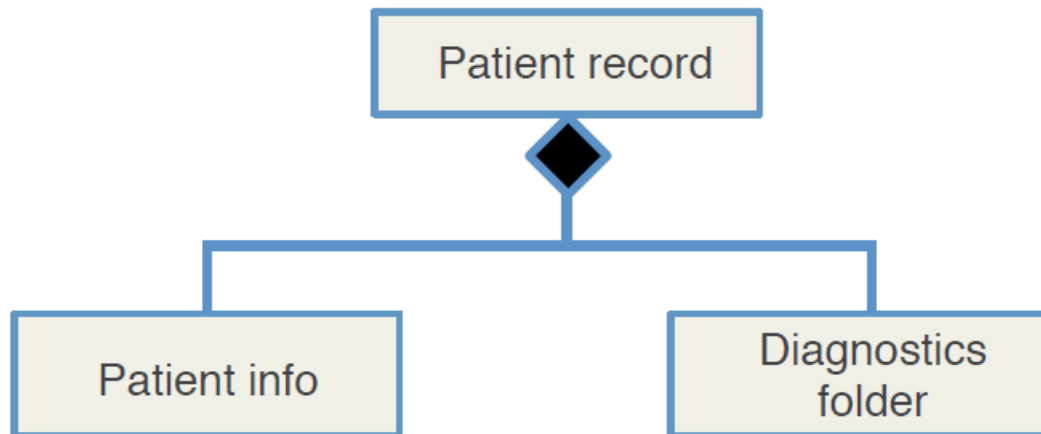 Patient record
Patient info
Diagnostics
folder